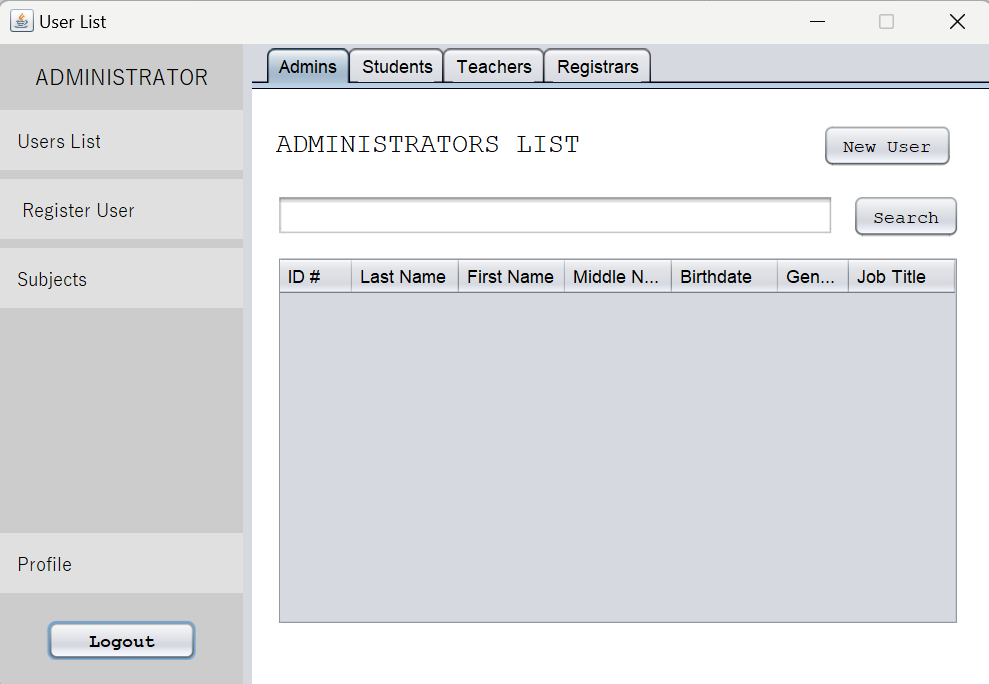 User List
ADMINISTRATOR
Users List
Register User
Subjects
Profile
Logout
Admins Students Teachers Registrars
ADMINISTRATORS LIST
New User
Search
ID # Last Name First Name Middle N... Birthdate Gen... Job Title